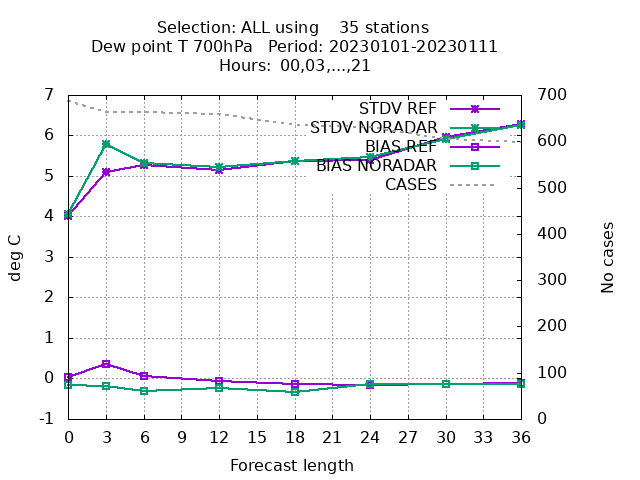 Selection: ALL using    35 stations
Dew point T 700hPa   Period: 20230101-20230111
Hours: 00,03,...,21
7 700
STDV REF
STDV NORADAR
6 600
BIAS REF
BIAS NORADAR
5 500
CASES
4 400
3 300
2 200
1 100
0
-1 0
deg C
No cases
0 3 6 9 12 15 18 21 24 27 30 33 36
Forecast length